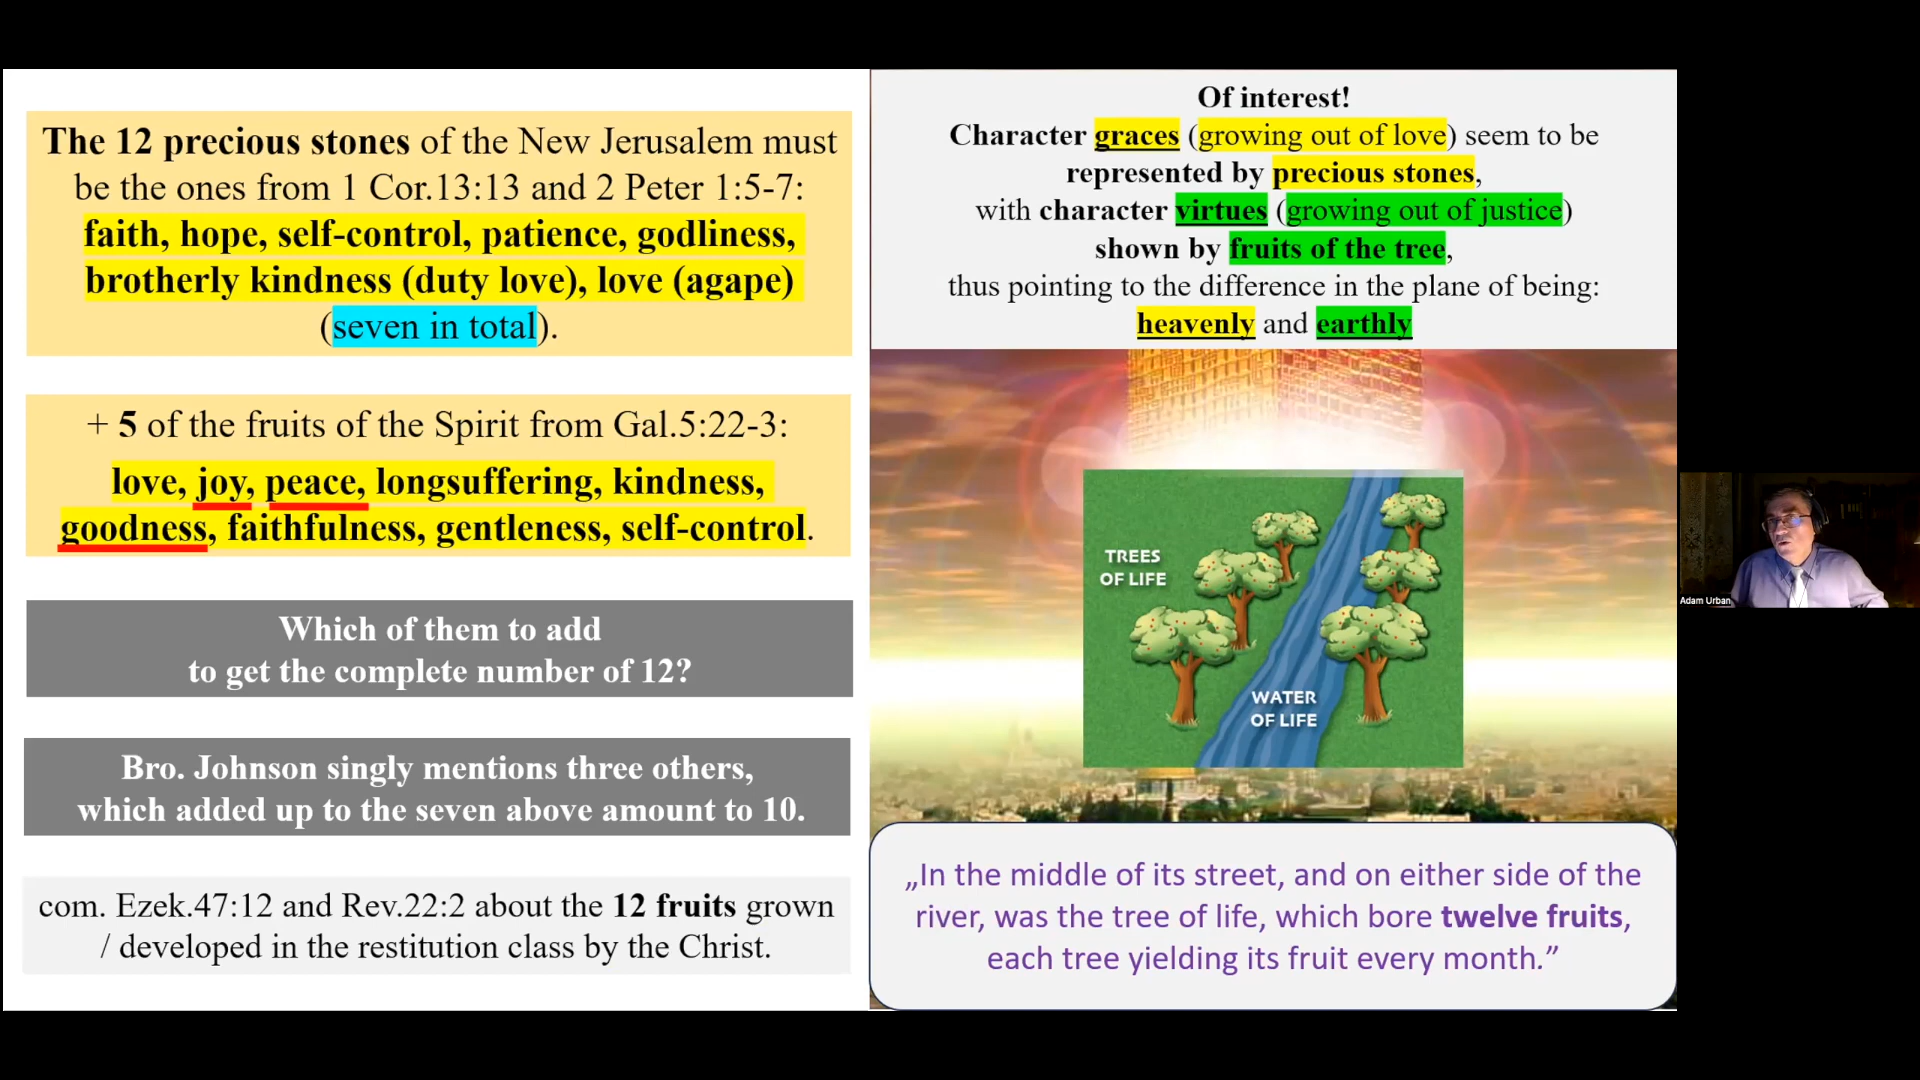 The 12 precious stones of the New Jerusalem must
be the ones from 1 Cor.13:13 and 2 Peter 1:5-7:
faith, hope, self-control, patience, godliness,
brotherly kindness (duty love), love (agape)
(seven in total).
+ 5 of the fruits of the Spirit from Gal.5:22-3:
love, joy, peace, longsuffering, kindness,
goodness, faithfulness, gentleness, self-control.
Which of them to add
to get the complete number of 12?
Bro. Johnson singly mentions three others,
which added up to the seven above amount to 10.
com. Ezek.47:12 and Rev.22:2 about the 12 fruits grown
/ developed in the restitution class by the Christ.
Of interest!
Character graces (growing out of love) seem to be
represented by precious stones,
with character virtues (growing out of justice)
shown by fruits of the tree,
thus pointing to the difference in the plane of being:
heavenly and earthly
TREES
OF LIFE
WATER
OF LIFE
„In the middle of its street, and on either side of the
river, was the tree of life, which bore twelve fruits,
each tree yielding its fruit every month.”
Adam Urban